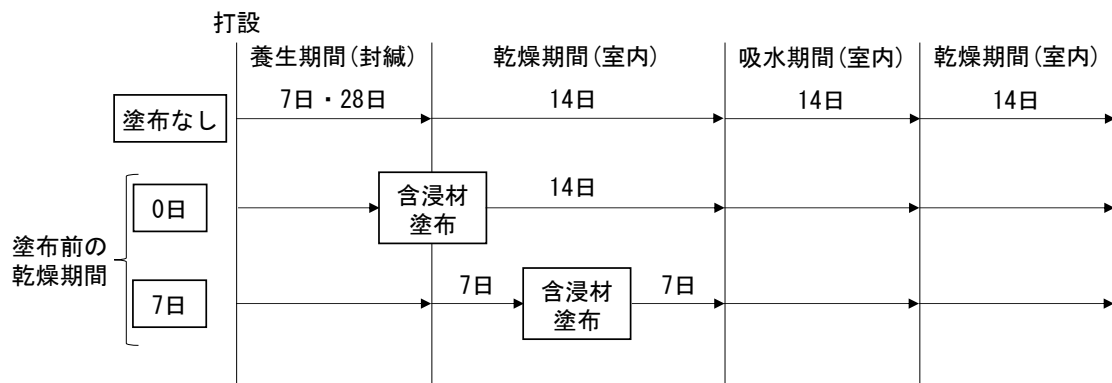 打設
養生期間(封緘)
乾燥期間(室内)
吸水期間(室内)
乾燥期間(室内)
塗布なし
7日・28日
14日
14日
14日
塗布前の
乾燥期間
0日
含浸材
塗布
14日
7日
7日
含浸材
塗布
7日